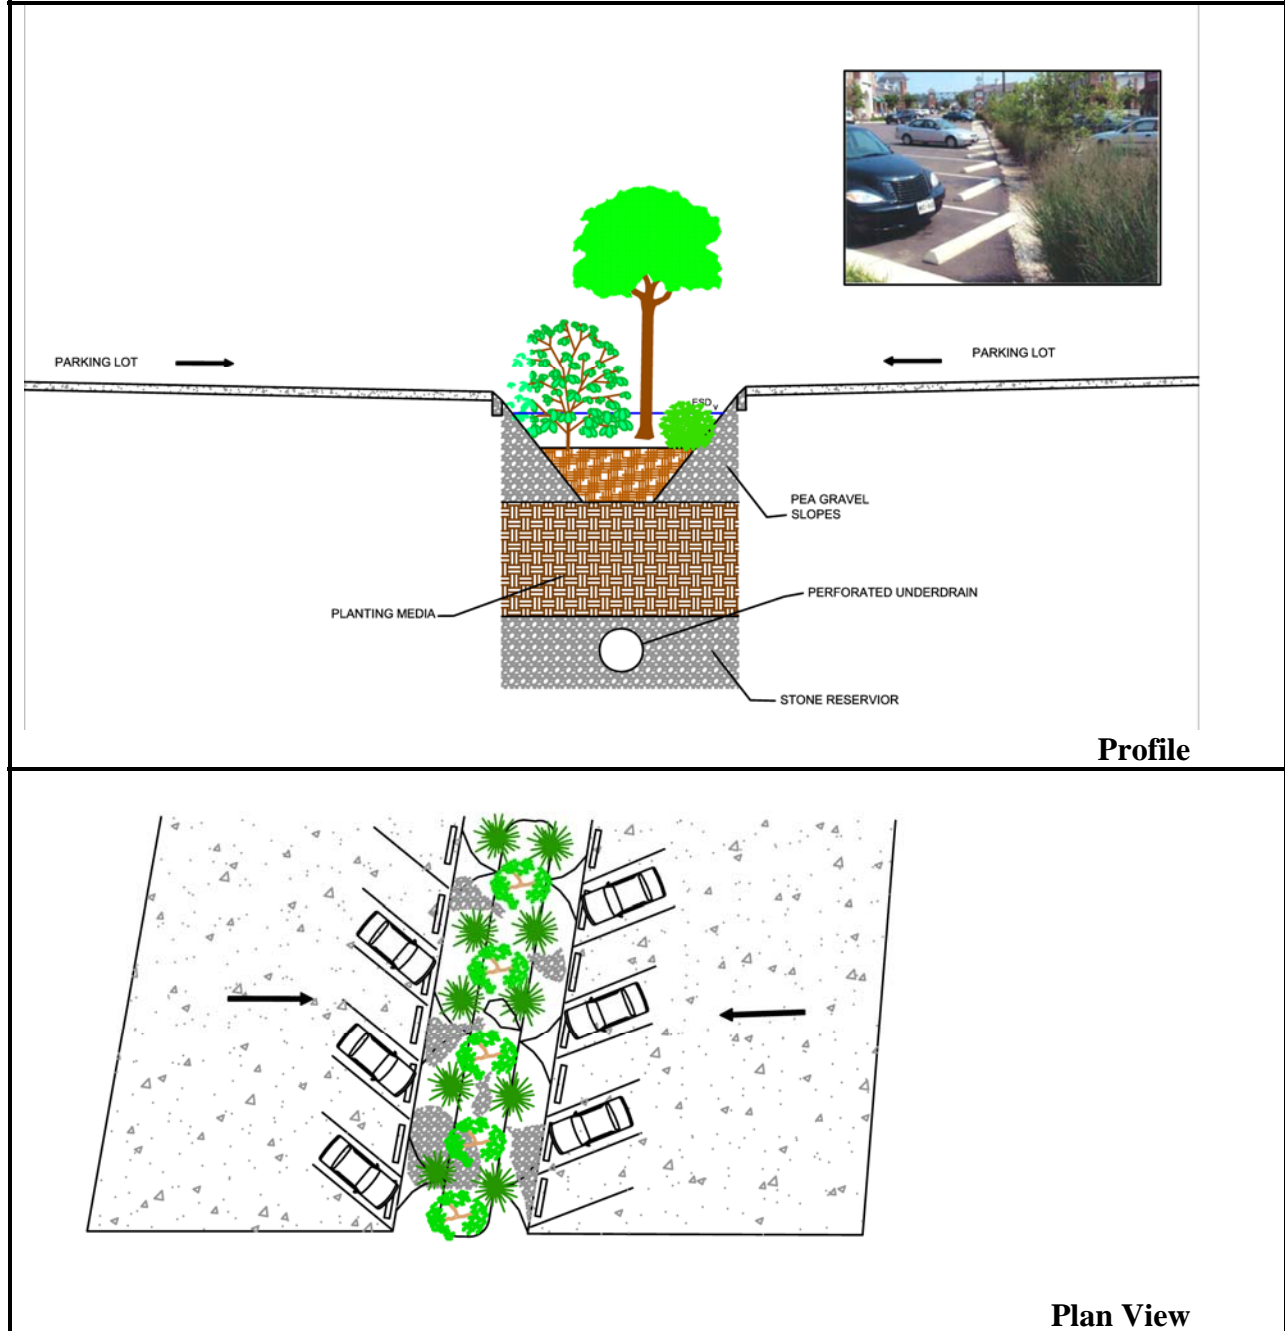 PARKING LOT
PARKING LOT
ESDv
PEA GRAVEL
SLOPES
PERFORATED UNDERDRAIN
PLANTING MEDIA
STONE RESERVIOR
Profile
Plan View